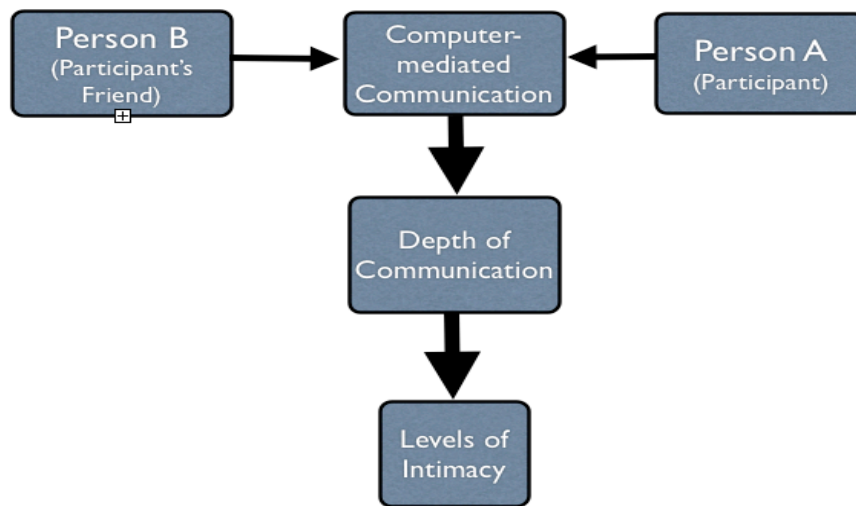 Person B
(Participant's
Friend)
Computer-
mediated
Communication
Person A
(Participant)
Depth of
Communication
Levels of
Intimacy